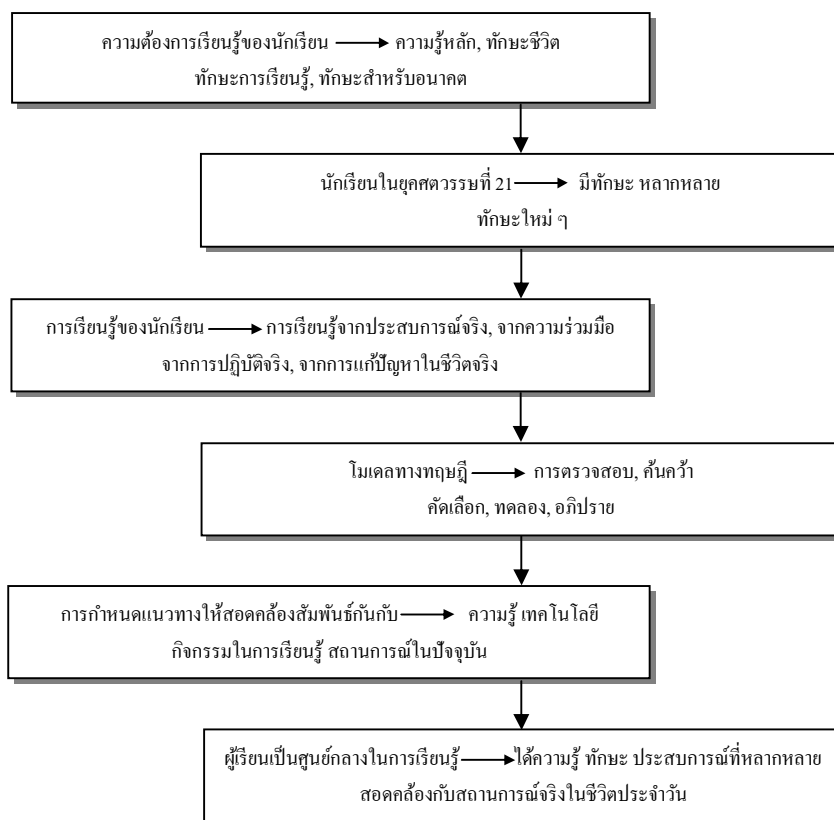 ความต้องการเรียนรู้ของนักเรียน → ความรู้หลัก, ทักษะชีวิต
ทักษะการเรียนรู้, ทักษะสำหรับอนาคต
นักเรียนในยุคศตวรรษที่ 21 → มีทักษะ หลากหลาย
ทักษะใหม่ ๆ
การเรียนรู้ของนักเรียน → การเรียนรู้จากประสบการณ์จริง, จากความร่วมมือ
จากการปฏิบัติจริง, จากการแก้ปัญหาในชีวิตจริง
โมเดลทางทฤษฎี → การตรวจสอบ, ค้นคว้า
คัดเลือก, ทดลอง, อภิปราย
การกำหนดแนวทางให้สอดคล้องสัมพันธ์กันกับ → ความรู้ เทคโนโลยี
กิจกรรมในการเรียนรู้ สถานการณ์ในปัจจุบัน
ผู้เรียนเป็นศูนย์กลางในการเรียนรู้ → ได้ความรู้ ทักษะ ประสบการณ์ที่หลากหลาย
สอดคล้องกับสถานการณ์จริงในชีวิตประจำวัน